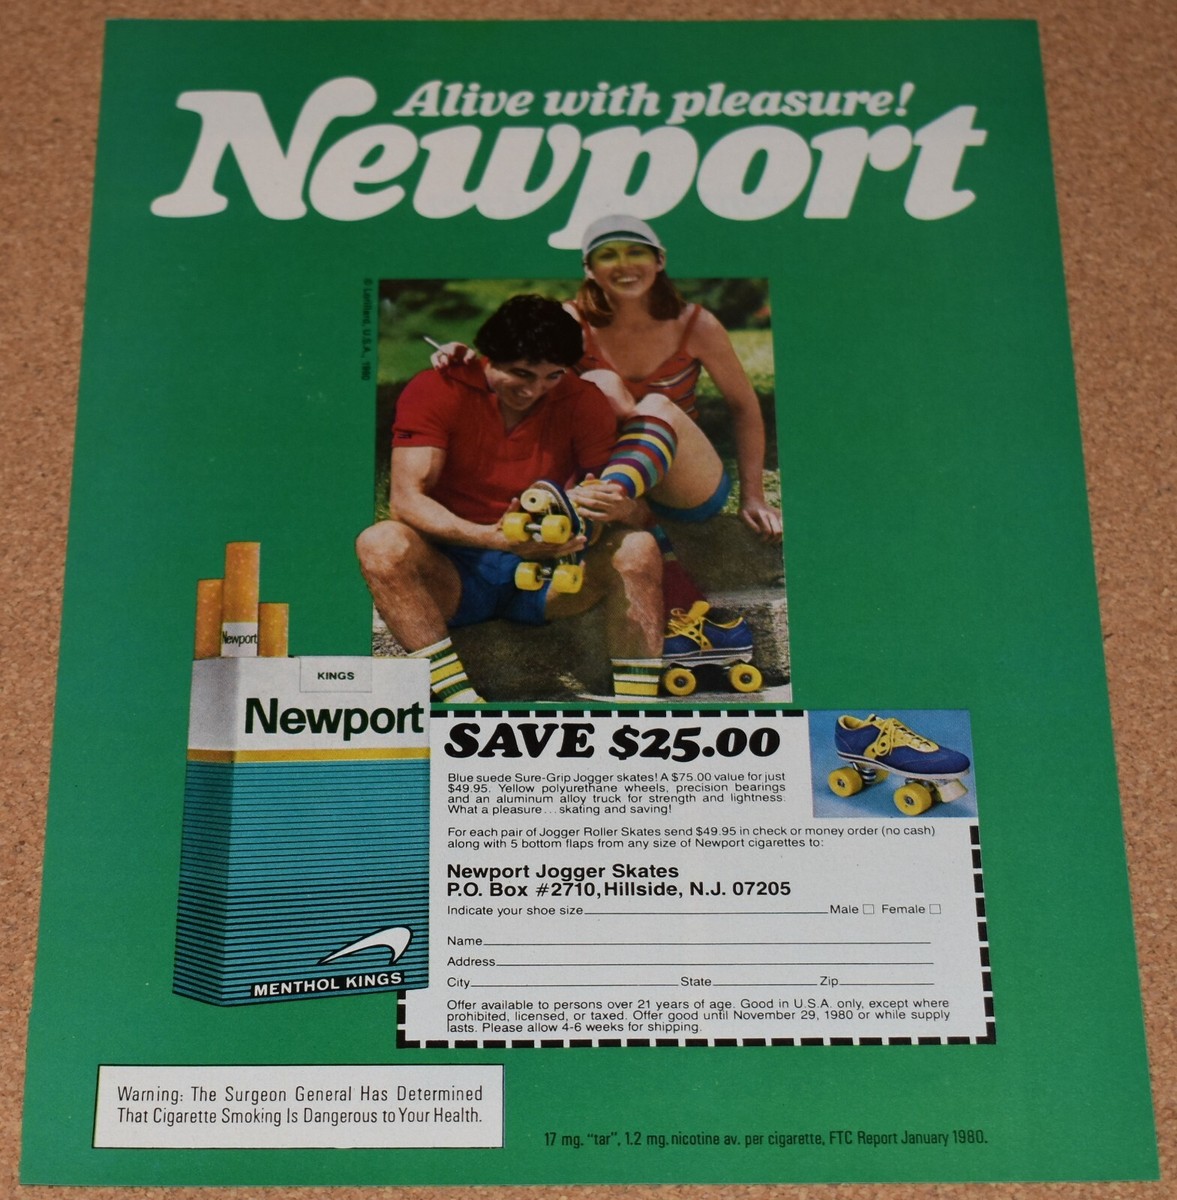 Alive with pleasure!
Newport
© Lorillard, U.S.A., 1980
Newport
KINGS
Newport
MENTHOL KINGS
SAVE $25.00
Blue suede Sure-Grip Jogger skates! A $75.00 value for just
$49.95. Yellow polyurethane wheels, precision bearings
and an aluminum alloy truck for strength and lightness.
What a pleasure...skating and saving!
For each pair of Jogger Roller Skates send $49.95 in check or money order (no cash)
along with 5 bottom flaps from any size of Newport cigarettes to:
Newport Jogger Skates
P.O. Box #2710, Hillside, N.J. 07205
Indicate your shoe size Male Female
Name
Address
City State Zip
Offer available to persons over 21 years of age. Good in U.S.A. only, except where
prohibited, licensed, or taxed. Offer good until November 29, 1980 or while supply
lasts. Please allow 4-6 weeks for shipping.
Warning: The Surgeon General Has Determined
That Cigarette Smoking Is Dangerous to Your Health.
17 mg. "tar", 1.2 mg. nicotine av. per cigarette, FTC Report January 1980.